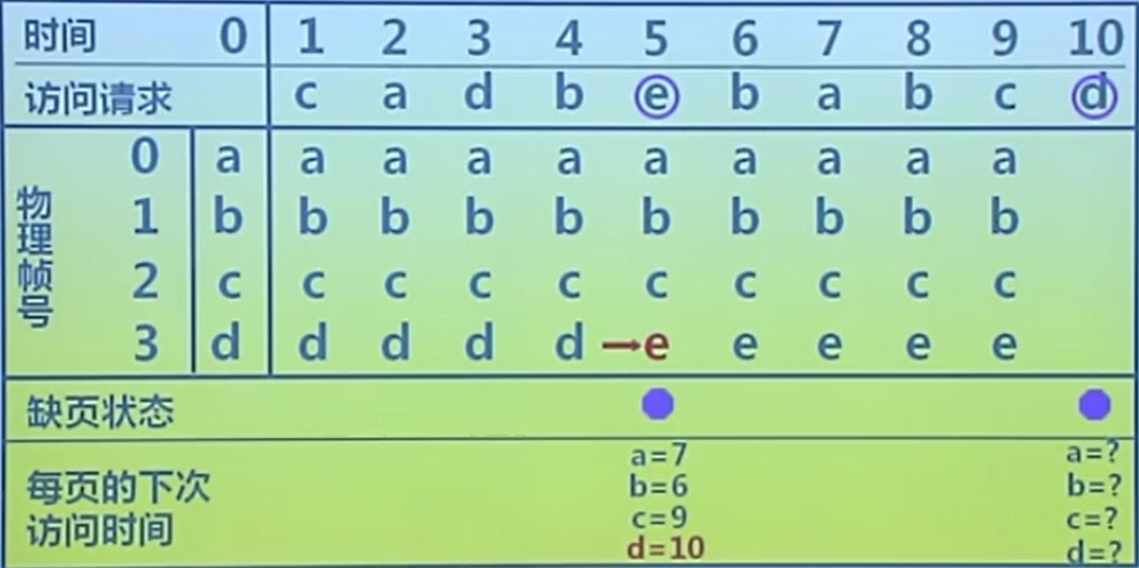 时间 0 1 2 3 4 5 6 7 8 9 10
访问请求 c a d b e b a b c d
物理帧号
0 a a a a a a a a a a
1 b b b b b b b b b b
2 c c c c c c c c c c
3 d d d d d →e e e e e
缺页状态
每页的下次
访问时间
a=7
b=6
c=9
d=10
a=?
b=?
c=?
d=?